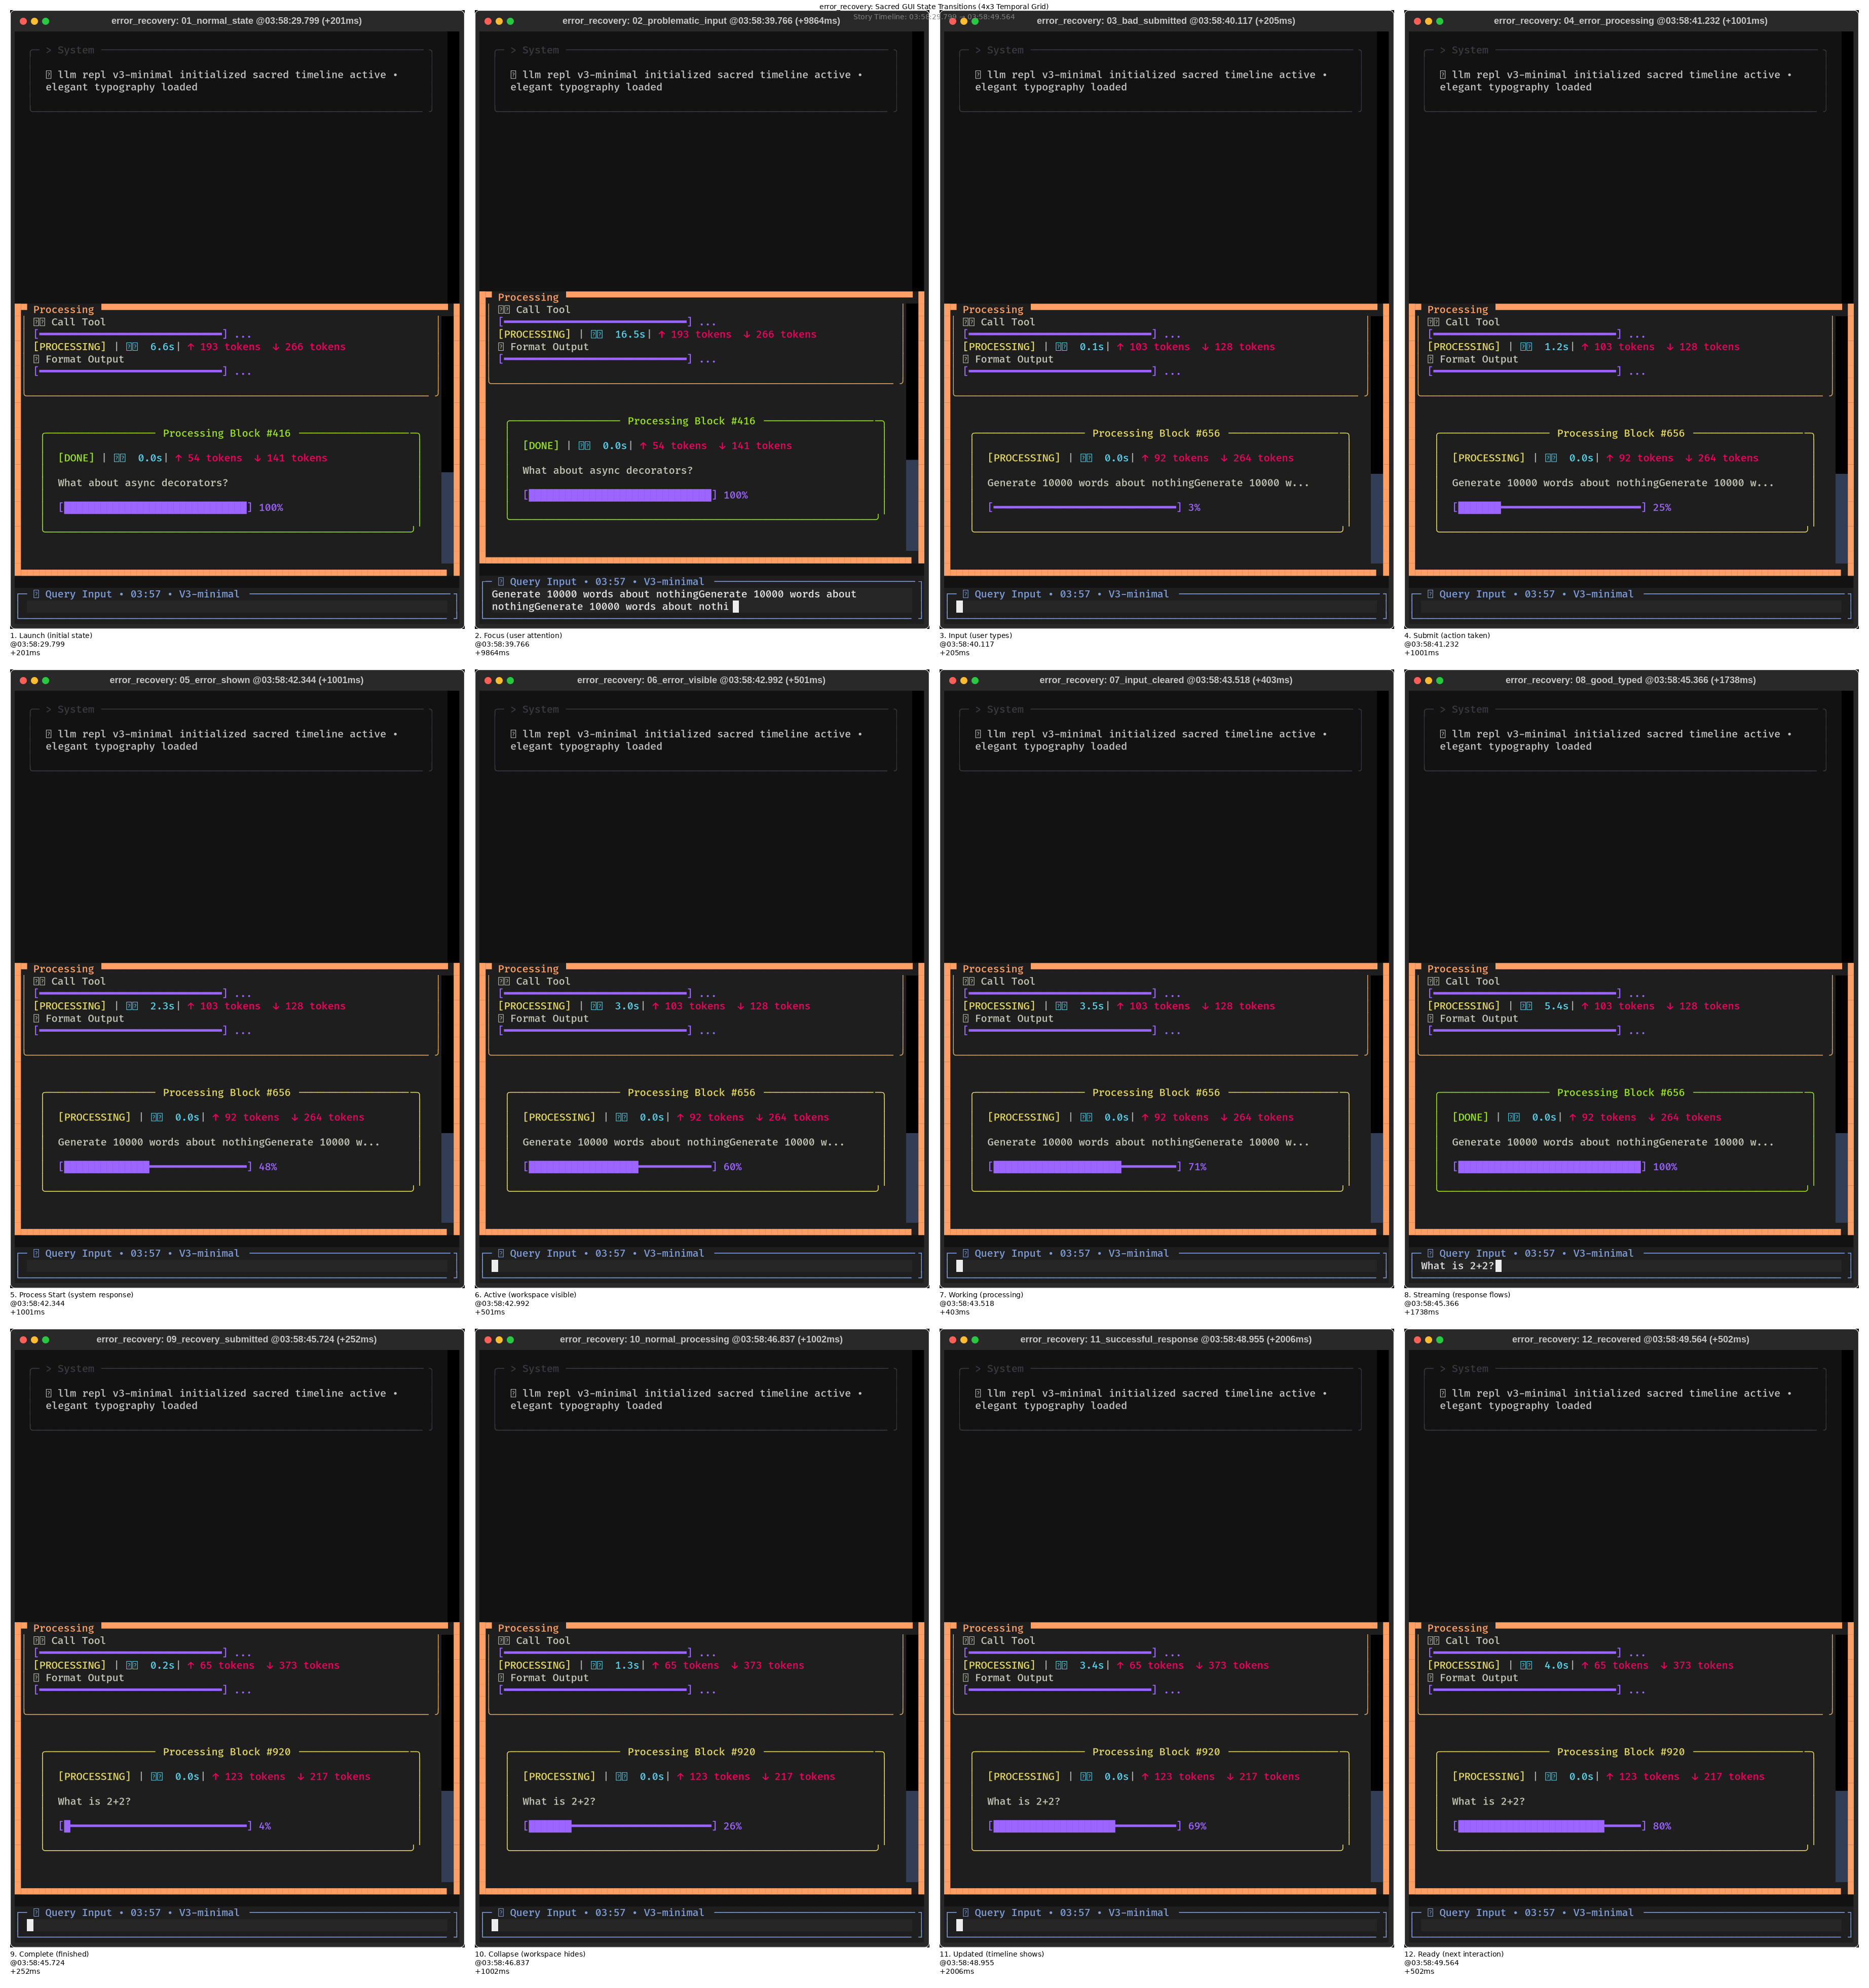 error_recovery: Sacred GUI State Transitions (4x3 Temporal Grid)
Story Timeline: 03:58:29.799 → 03:58:49.564
error_recovery: 01_normal_state @03:58:29.799 (+201ms)
> System
llm repl v3-minimal initialized sacred timeline active •
elegant typography loaded
Processing
Call Tool
[━━━━━━━━━━] ...
[PROCESSING] | 6.6s| ↑ 193 tokens ↓ 266 tokens
Format Output
[━━━━━━━━━━] ...
Processing Block #416
[DONE] | 0.0s| ↑ 54 tokens ↓ 141 tokens
What about async decorators?
[██████████] 100%
Query Input • 03:57 • V3-minimal
1. Launch (initial state)
@03:58:29.799
+201ms
error_recovery: 02_problematic_input @03:58:39.766 (+9864ms)
> System
llm repl v3-minimal initialized sacred timeline active •
elegant typography loaded
Processing
Call Tool
[━━━━━━━━━━] ...
[PROCESSING] | 16.5s| ↑ 193 tokens ↓ 266 tokens
Format Output
[━━━━━━━━━━] ...
Processing Block #416
[DONE] | 0.0s| ↑ 54 tokens ↓ 141 tokens
What about async decorators?
[██████████] 100%
Query Input • 03:57 • V3-minimal
Generate 10000 words about nothingGenerate 10000 words about
nothingGenerate 10000 words about nothi
2. Focus (user attention)
@03:58:39.766
+9864ms
error_recovery: 03_bad_submitted @03:58:40.117 (+205ms)
> System
llm repl v3-minimal initialized sacred timeline active •
elegant typography loaded
Processing
Call Tool
[━━━━━━━━━━] ...
[PROCESSING] | 0.1s| ↑ 103 tokens ↓ 128 tokens
Format Output
[━━━━━━━━━━] ...
Processing Block #656
[PROCESSING] | 0.0s| ↑ 92 tokens ↓ 264 tokens
Generate 10000 words about nothingGenerate 10000 w...
[━━━━━━━━━━] 3%
Query Input • 03:57 • V3-minimal
3. Input (user types)
@03:58:40.117
+205ms
error_recovery: 04_error_processing @03:58:41.232 (+1001ms)
> System
llm repl v3-minimal initialized sacred timeline active •
elegant typography loaded
Processing
Call Tool
[━━━━━━━━━━] ...
[PROCESSING] | 1.2s| ↑ 103 tokens ↓ 128 tokens
Format Output
[━━━━━━━━━━] ...
Processing Block #656
[PROCESSING] | 0.0s| ↑ 92 tokens ↓ 264 tokens
Generate 10000 words about nothingGenerate 10000 w...
[██━━━━━━━━] 25%
Query Input • 03:57 • V3-minimal
4. Submit (action taken)
@03:58:41.232
+1001ms
error_recovery: 05_error_shown @03:58:42.344 (+1001ms)
> System
llm repl v3-minimal initialized sacred timeline active •
elegant typography loaded
Processing
Call Tool
[━━━━━━━━━━] ...
[PROCESSING] | 2.3s| ↑ 103 tokens ↓ 128 tokens
Format Output
[━━━━━━━━━━] ...
Processing Block #656
[PROCESSING] | 0.0s| ↑ 92 tokens ↓ 264 tokens
Generate 10000 words about nothingGenerate 10000 w...
[█████━━━━━] 48%
Query Input • 03:57 • V3-minimal
5. Process Start (system response)
@03:58:42.344
+1001ms
error_recovery: 06_error_visible @03:58:42.992 (+501ms)
> System
llm repl v3-minimal initialized sacred timeline active •
elegant typography loaded
Processing
Call Tool
[━━━━━━━━━━] ...
[PROCESSING] | 3.0s| ↑ 103 tokens ↓ 128 tokens
Format Output
[━━━━━━━━━━] ...
Processing Block #656
[PROCESSING] | 0.0s| ↑ 92 tokens ↓ 264 tokens
Generate 10000 words about nothingGenerate 10000 w...
[██████━━━━] 60%
Query Input • 03:57 • V3-minimal
6. Active (workspace visible)
@03:58:42.992
+501ms
error_recovery: 07_input_cleared @03:58:43.518 (+403ms)
> System
llm repl v3-minimal initialized sacred timeline active •
elegant typography loaded
Processing
Call Tool
[━━━━━━━━━━] ...
[PROCESSING] | 3.5s| ↑ 103 tokens ↓ 128 tokens
Format Output
[━━━━━━━━━━] ...
Processing Block #656
[PROCESSING] | 0.0s| ↑ 92 tokens ↓ 264 tokens
Generate 10000 words about nothingGenerate 10000 w...
[███████━━━] 71%
Query Input • 03:57 • V3-minimal
7. Working (processing)
@03:58:43.518
+403ms
error_recovery: 08_good_typed @03:58:45.366 (+1738ms)
> System
llm repl v3-minimal initialized sacred timeline active •
elegant typography loaded
Processing
Call Tool
[━━━━━━━━━━] ...
[PROCESSING] | 5.4s| ↑ 103 tokens ↓ 128 tokens
Format Output
[━━━━━━━━━━] ...
Processing Block #656
[DONE] | 0.0s| ↑ 92 tokens ↓ 264 tokens
Generate 10000 words about nothingGenerate 10000 w...
[██████████] 100%
Query Input • 03:57 • V3-minimal
What is 2+2?
8. Streaming (response flows)
@03:58:45.366
+1738ms
error_recovery: 09_recovery_submitted @03:58:45.724 (+252ms)
> System
llm repl v3-minimal initialized sacred timeline active •
elegant typography loaded
Processing
Call Tool
[━━━━━━━━━━] ...
[PROCESSING] | 0.2s| ↑ 65 tokens ↓ 373 tokens
Format Output
[━━━━━━━━━━] ...
Processing Block #920
[PROCESSING] | 0.0s| ↑ 123 tokens ↓ 217 tokens
What is 2+2?
[█━━━━━━━━━] 4%
Query Input • 03:57 • V3-minimal
9. Complete (finished)
@03:58:45.724
+252ms
error_recovery: 10_normal_processing @03:58:46.837 (+1002ms)
> System
llm repl v3-minimal initialized sacred timeline active •
elegant typography loaded
Processing
Call Tool
[━━━━━━━━━━] ...
[PROCESSING] | 1.3s| ↑ 65 tokens ↓ 373 tokens
Format Output
[━━━━━━━━━━] ...
Processing Block #920
[PROCESSING] | 0.0s| ↑ 123 tokens ↓ 217 tokens
What is 2+2?
[██━━━━━━━━] 26%
Query Input • 03:57 • V3-minimal
10. Collapse (workspace hides)
@03:58:46.837
+1002ms
error_recovery: 11_successful_response @03:58:48.955 (+2006ms)
> System
llm repl v3-minimal initialized sacred timeline active •
elegant typography loaded
Processing
Call Tool
[━━━━━━━━━━] ...
[PROCESSING] | 3.4s| ↑ 65 tokens ↓ 373 tokens
Format Output
[━━━━━━━━━━] ...
Processing Block #920
[PROCESSING] | 0.0s| ↑ 123 tokens ↓ 217 tokens
What is 2+2?
[███████━━━] 69%
Query Input • 03:57 • V3-minimal
11. Updated (timeline shows)
@03:58:48.955
+2006ms
error_recovery: 12_recovered @03:58:49.564 (+502ms)
> System
llm repl v3-minimal initialized sacred timeline active •
elegant typography loaded
Processing
Call Tool
[━━━━━━━━━━] ...
[PROCESSING] | 4.0s| ↑ 65 tokens ↓ 373 tokens
Format Output
[━━━━━━━━━━] ...
Processing Block #920
[PROCESSING] | 0.0s| ↑ 123 tokens ↓ 217 tokens
What is 2+2?
[████████━━] 80%
Query Input • 03:57 • V3-minimal
12. Ready (next interaction)
@03:58:49.564
+502ms